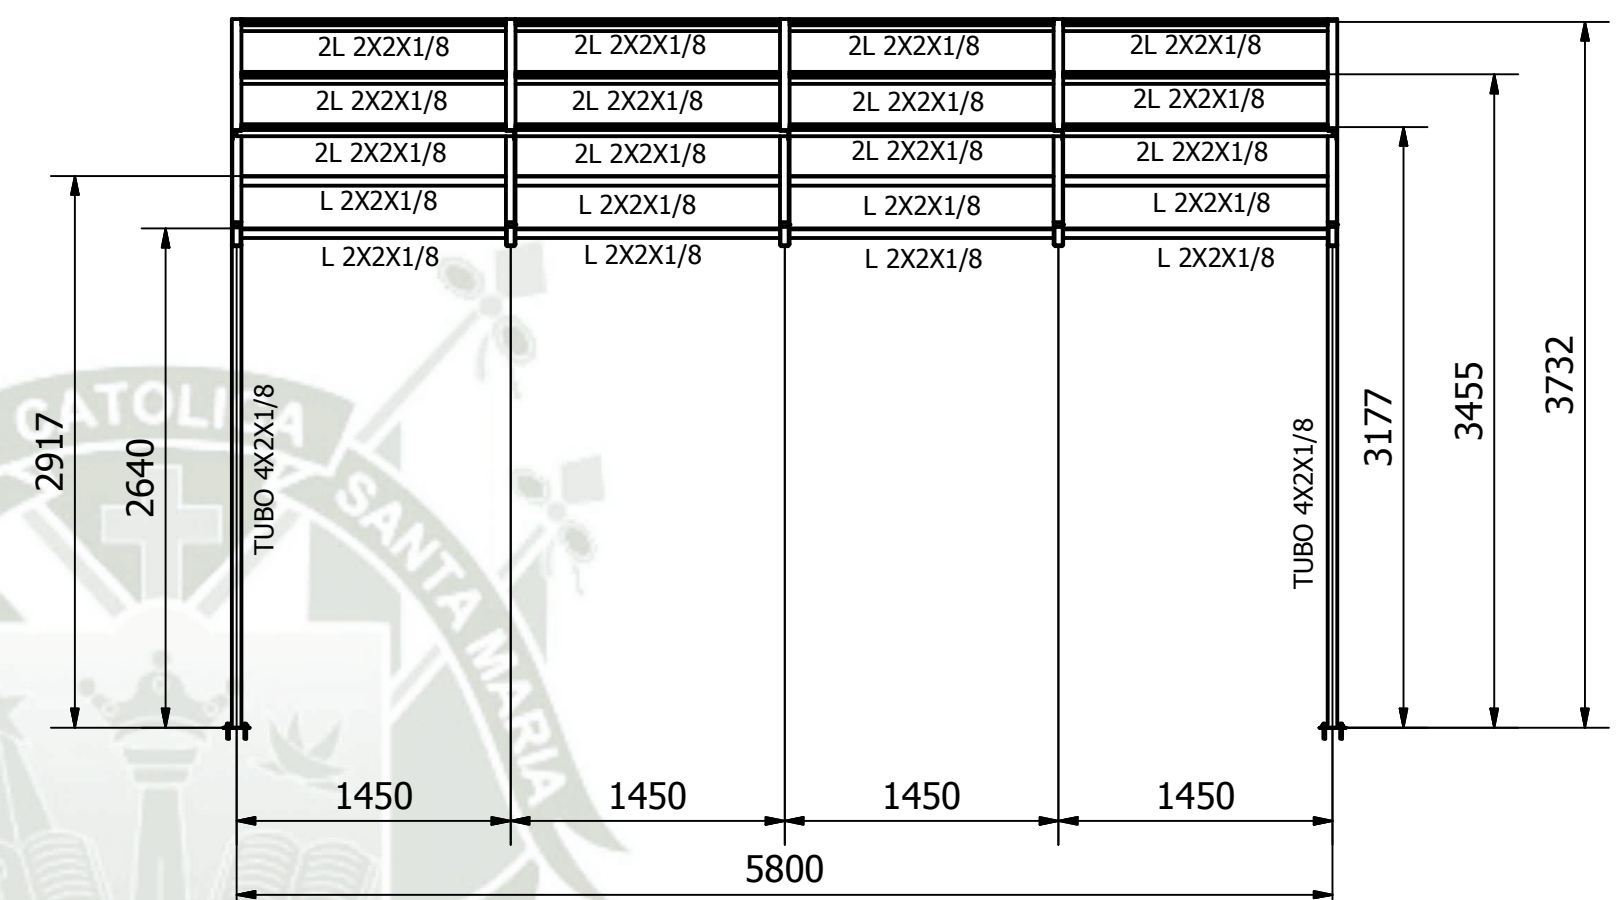 2L 2X2X1/8 2L 2X2X1/8 2L 2X2X1/8 2L 2X2X1/8
2L 2X2X1/8 2L 2X2X1/8 2L 2X2X1/8 2L 2X2X1/8
2L 2X2X1/8 2L 2X2X1/8 2L 2X2X1/8 2L 2X2X1/8
L 2X2X1/8 L 2X2X1/8 L 2X2X1/8 L 2X2X1/8
L 2X2X1/8 L 2X2X1/8 L 2X2X1/8 L 2X2X1/8
2917
2640
TUBO 4X2X1/8
TUBO 4X2X1/8
3177
3455
3732
CATOLICA SANTA MARIA
1450 1450 1450 1450
5800